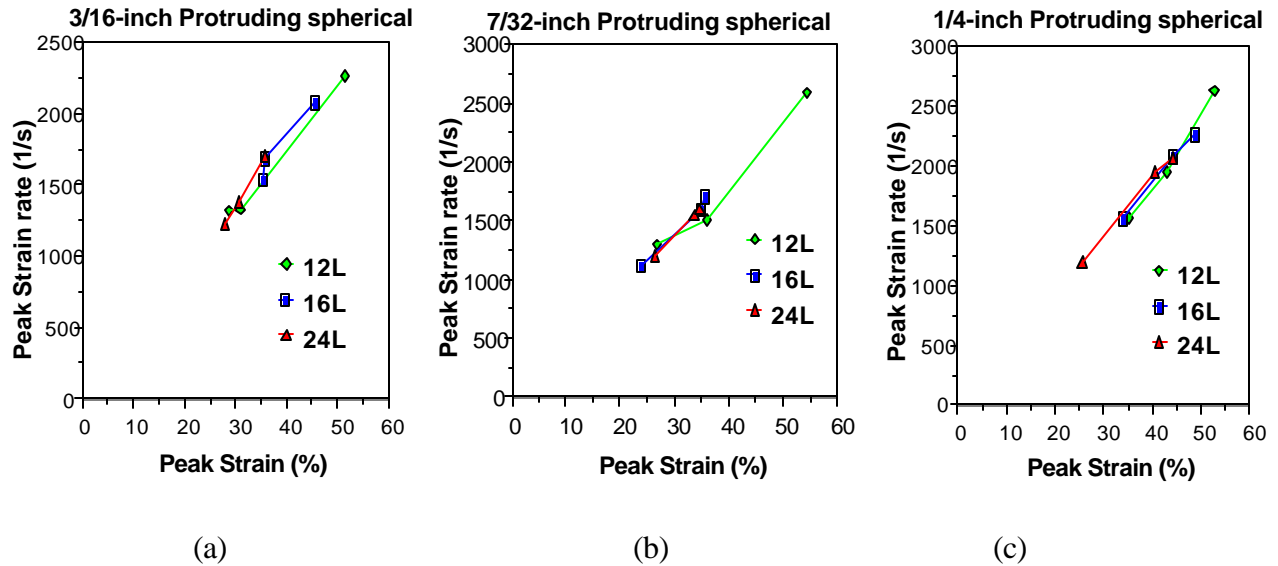 3/16-inch Protruding spherical
2500
2000
1500
1000
500
0
Peak Strain rate (1/s)
12L
16L
24L
0 10 20 30 40 50 60
Peak Strain (%)
(a)
7/32-inch Protruding spherical
3000
2500
2000
1500
1000
500
0
Peak Strain rate (1/s)
12L
16L
24L
0 10 20 30 40 50 60
Peak Strain (%)
(b)
1/4-inch Protruding spherical
3000
2500
2000
1500
1000
500
0
Peak Strain rate (1/s)
12L
16L
24L
0 10 20 30 40 50 60
Peak Strain (%)
(c)